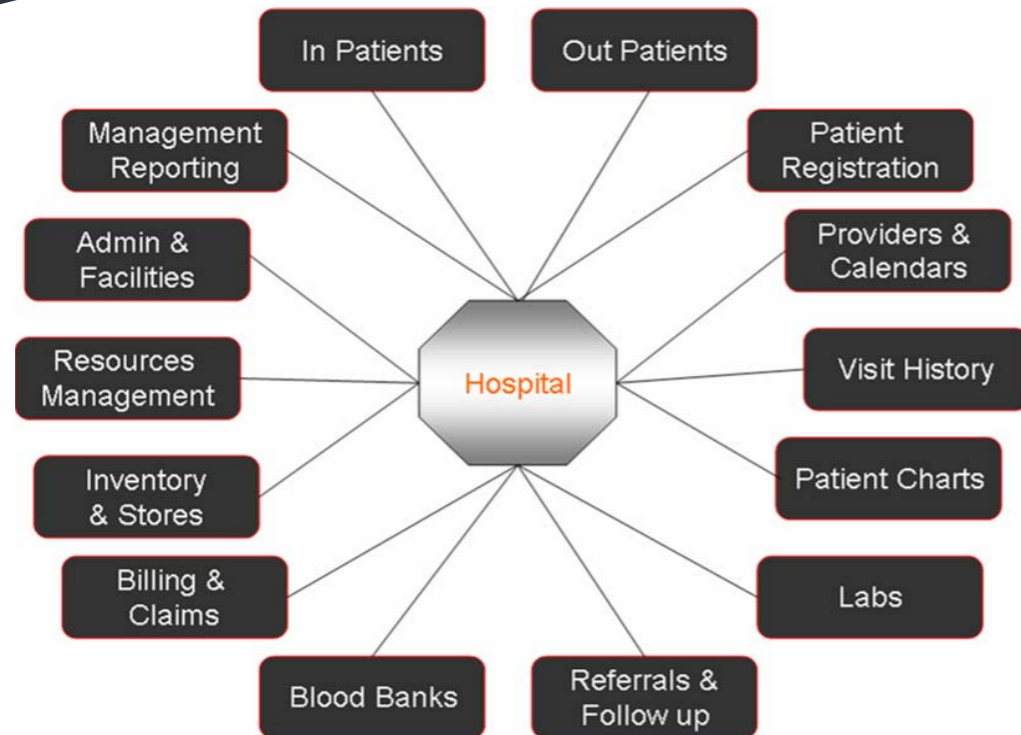 In Patients
Out Patients
Management
Reporting
Patient
Registration
Admin &
Facilities
Providers &
Calendars
Resources
Management
Hospital
Visit History
Inventory
& Stores
Patient Charts
Billing &
Claims
Labs
Blood Banks
Referrals &
Follow up